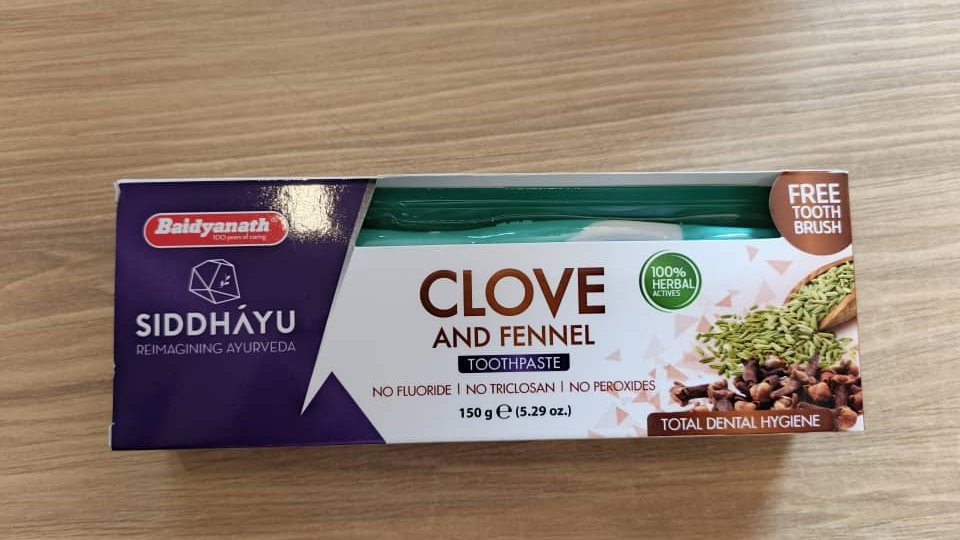 Baidyanath
100 years of caring
SIDDHÁYU
REIMAGINING AYURVEDA
FREE
TOOTH
BRUSH
CLOVE
AND FENNEL
TOOTHPASTE
100%
HERBAL
ACTIVES
NO FLUORIDE | NO TRICLOSAN | NO PEROXIDES
150 g ℮ (5.29 oz.)
TOTAL DENTAL HYGIENE